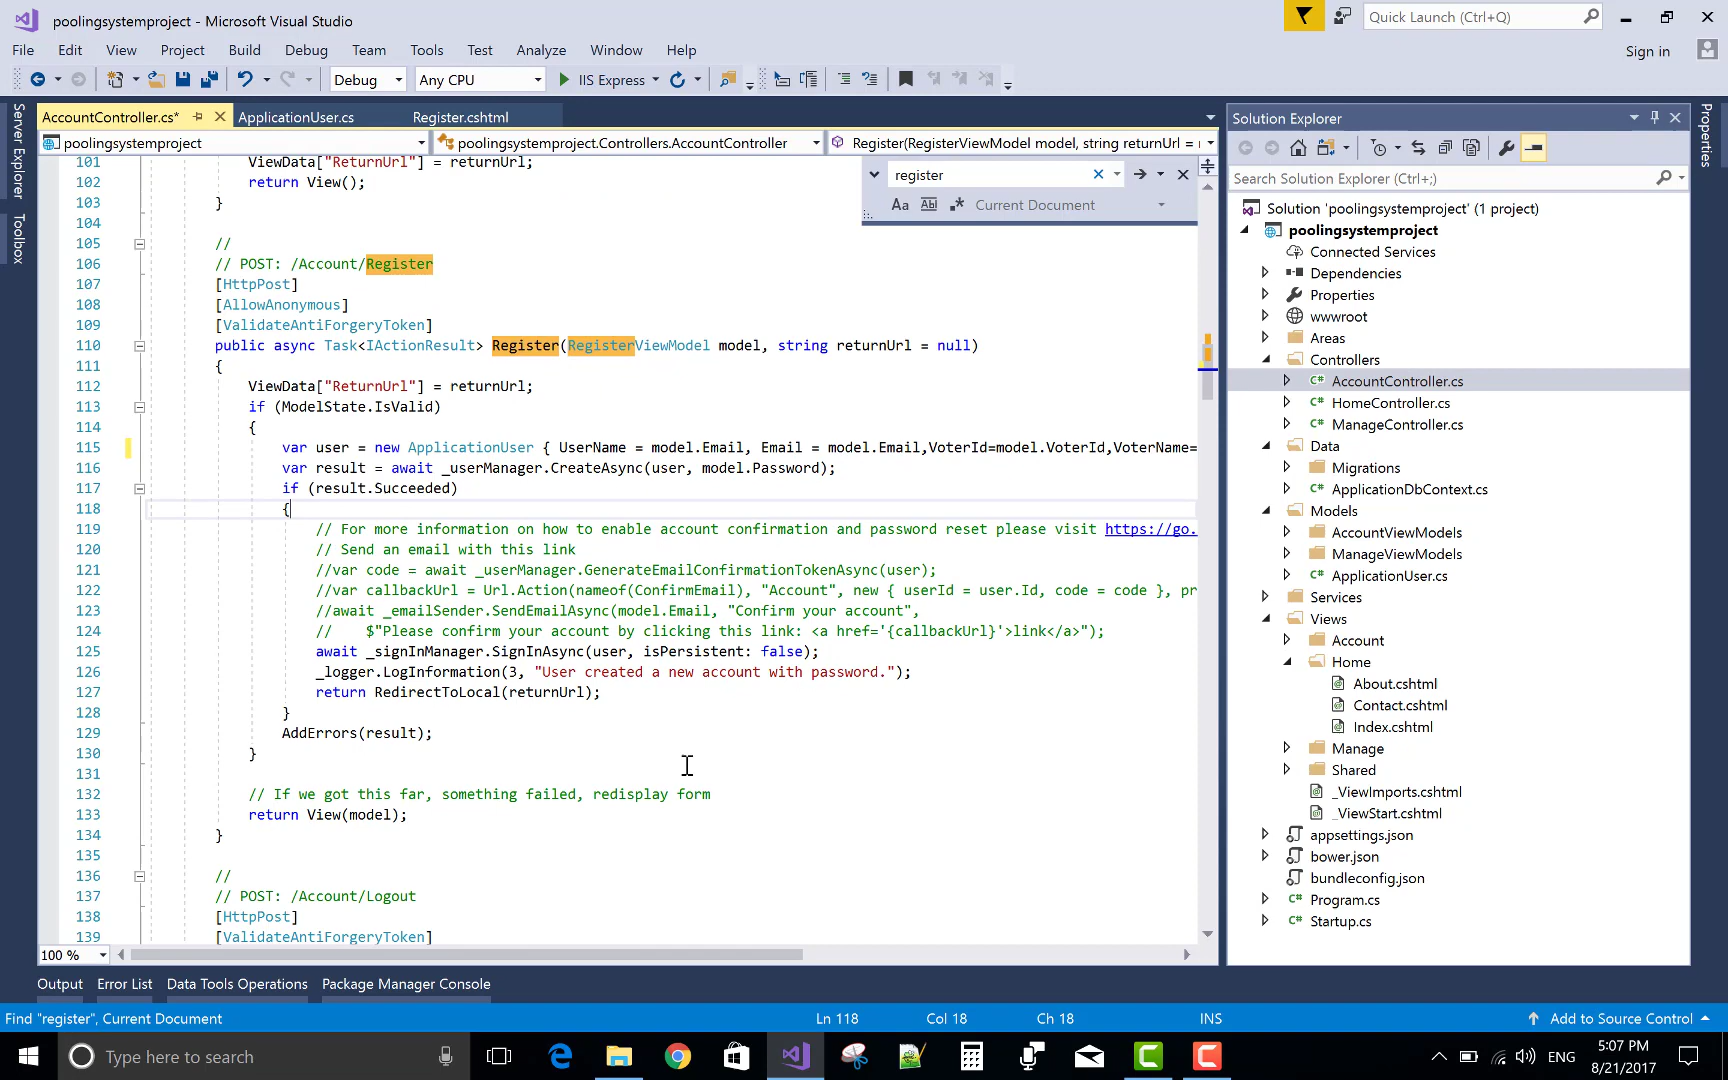 poolingsystemproject - Microsoft Visual Studio
Quick Launch (Ctrl+Q)
File Edit View Project Build Debug Team Tools Test Analyze Window Help
Sign in
Debug Any CPU IIS Express
AccountController.cs* ApplicationUser.cs Register.cshtml
poolingsystemproject poolingsystemproject.Controllers.AccountController Register(RegisterViewModel model, string returnUrl =
Server Explorer
Toolbox
register
Aa Abl .* Current Document
101 ViewData["ReturnUrl"] = returnUrl;
102 return View();
103 }
104
105 //
106 // POST: /Account/Register
107 [HttpPost]
108 [AllowAnonymous]
109 [ValidateAntiForgeryToken]
110 public async Task<IActionResult> Register(RegisterViewModel model, string returnUrl = null)
111 {
112 ViewData["ReturnUrl"] = returnUrl;
113 if (ModelState.IsValid)
114 {
115 var user = new ApplicationUser { UserName = model.Email, Email = model.Email,VoterId=model.VoterId,VoterName=
116 var result = await _userManager.CreateAsync(user, model.Password);
117 if (result.Succeeded)
118 {
119 // For more information on how to enable account confirmation and password reset please visit https://go.
120 // Send an email with this link
121 //var code = await _userManager.GenerateEmailConfirmationTokenAsync(user);
122 //var callbackUrl = Url.Action(nameof(ConfirmEmail), "Account", new { userId = user.Id, code = code }, pr
123 //await _emailSender.SendEmailAsync(model.Email, "Confirm your account",
124 // $"Please confirm your account by clicking this link: <a href='{callbackUrl}'>link</a>");
125 await _signInManager.SignInAsync(user, isPersistent: false);
126 _logger.LogInformation(3, "User created a new account with password.");
127 return RedirectToLocal(returnUrl);
128 }
129 AddErrors(result);
130 }
131
132 // If we got this far, something failed, redisplay form
133 return View(model);
134 }
135
136 //
137 // POST: /Account/Logout
138 [HttpPost]
139 [ValidateAntiForgeryToken]
100 %
Solution Explorer
Search Solution Explorer (Ctrl+;)
Solution 'poolingsystemproject' (1 project)
poolingsystemproject
Connected Services
Dependencies
Properties
wwwroot
Areas
Controllers
C# AccountController.cs
C# HomeController.cs
C# ManageController.cs
Data
Migrations
C# ApplicationDbContext.cs
Models
AccountViewModels
ManageViewModels
C# ApplicationUser.cs
Services
Views
Account
Home
About.cshtml
Contact.cshtml
Index.cshtml
Manage
Shared
_ViewImports.cshtml
_ViewStart.cshtml
appsettings.json
bower.json
bundleconfig.json
C# Program.cs
C# Startup.cs
Properties
Output Error List Data Tools Operations Package Manager Console
Find "register", Current Document Ln 118 Col 18 Ch 18 INS Add to Source Control
Type here to search
ENG
5:07 PM
8/21/2017